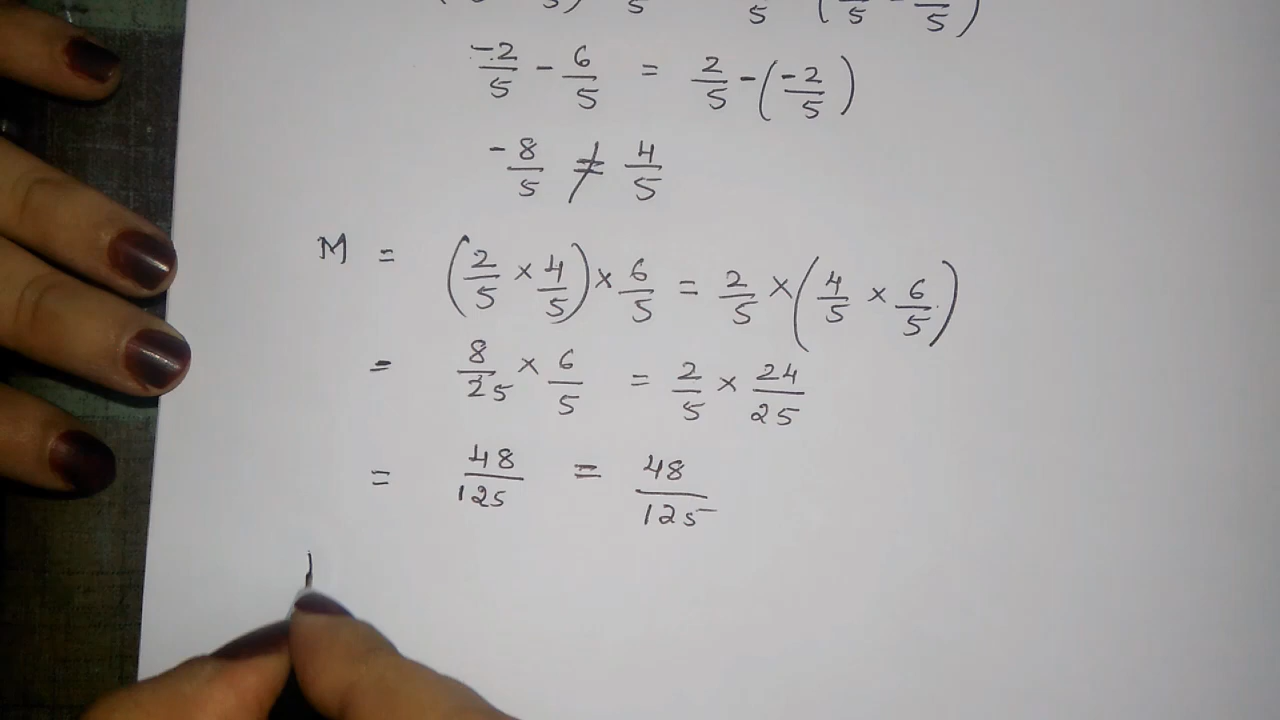 -2/5 - 6/5 = 2/5 - (-2/5)
-8/5 ≠ 4/5
M = (2/5 × 4/5) × 6/5 = 2/5 × (4/5 × 6/5)
= 8/25 × 6/5 = 2/5 × 24/25
= 48/125 = 48/125